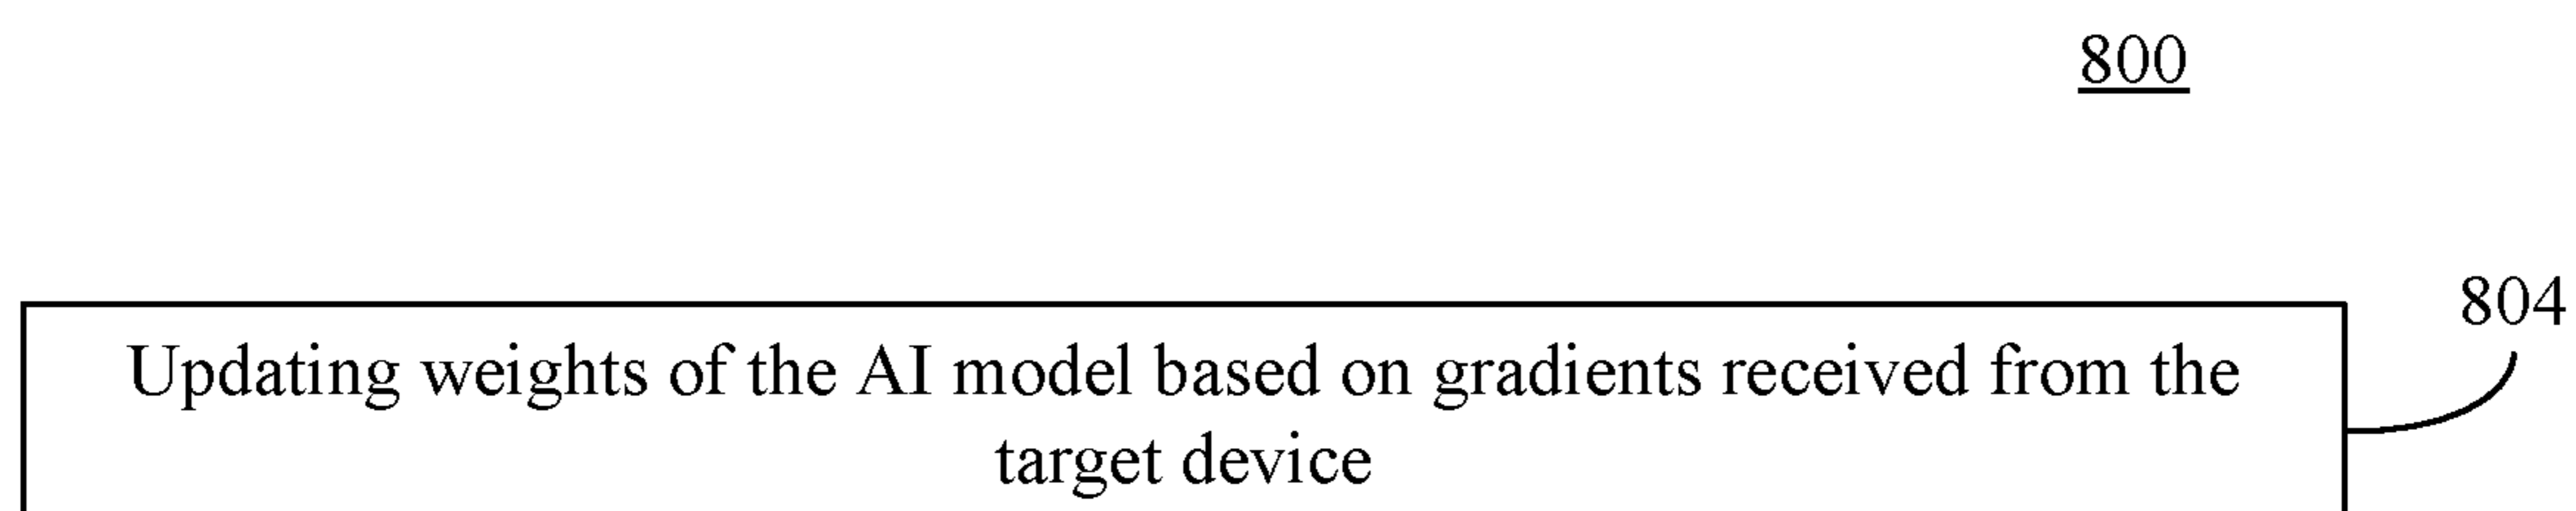 800
804
Updating weights of the AI model based on gradients received from the
target device